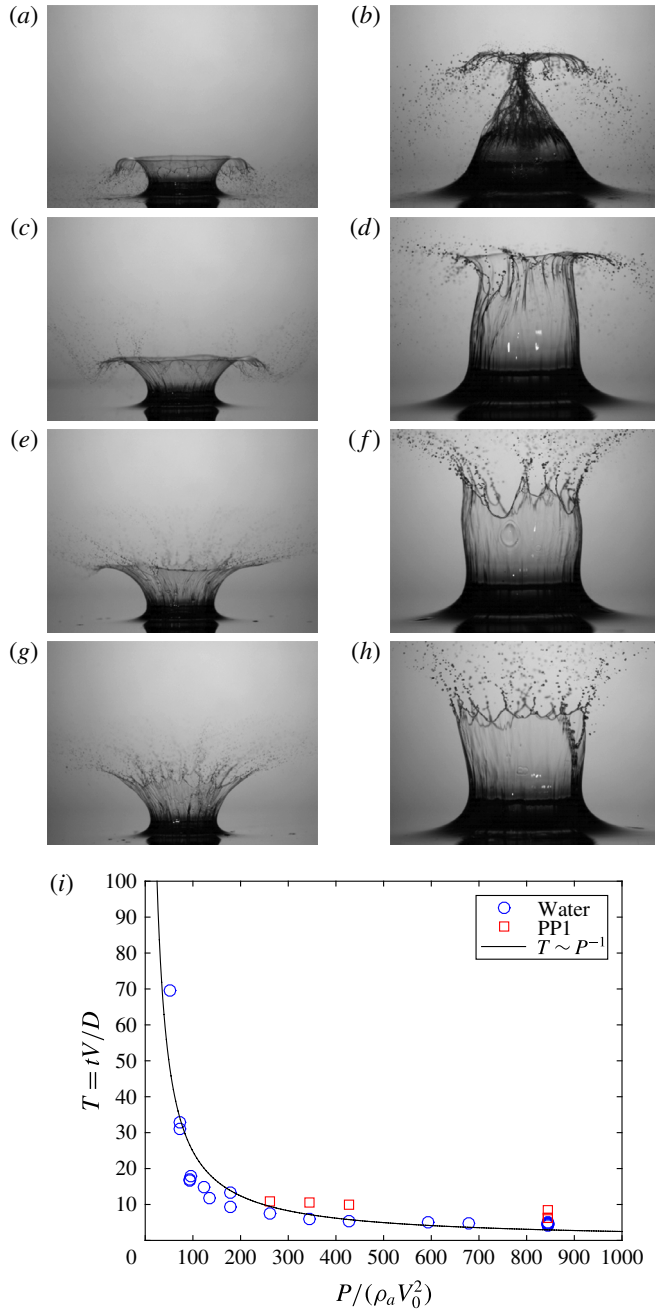 (a)
(b)
(c)
(d)
(e)
(f)
(g)
(h)
(i)
100
90
80
70
60
50
40
30
20
10
0
100 200 300 400 500 600 700 800 900 1000
T = tV/D
P/(ρₐV₀²)
Water
PP1
T ~ P⁻¹